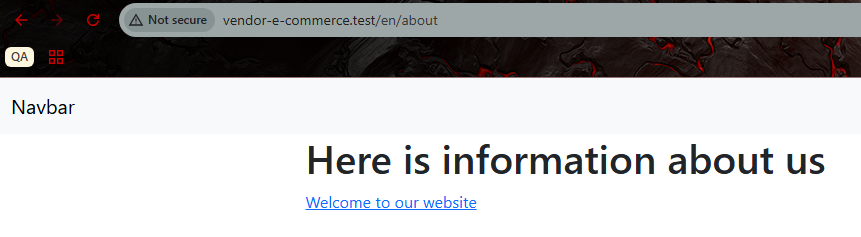 Not secure vendor-e-commerce.test/en/about
QA
Navbar
Here is information about us
Welcome to our website